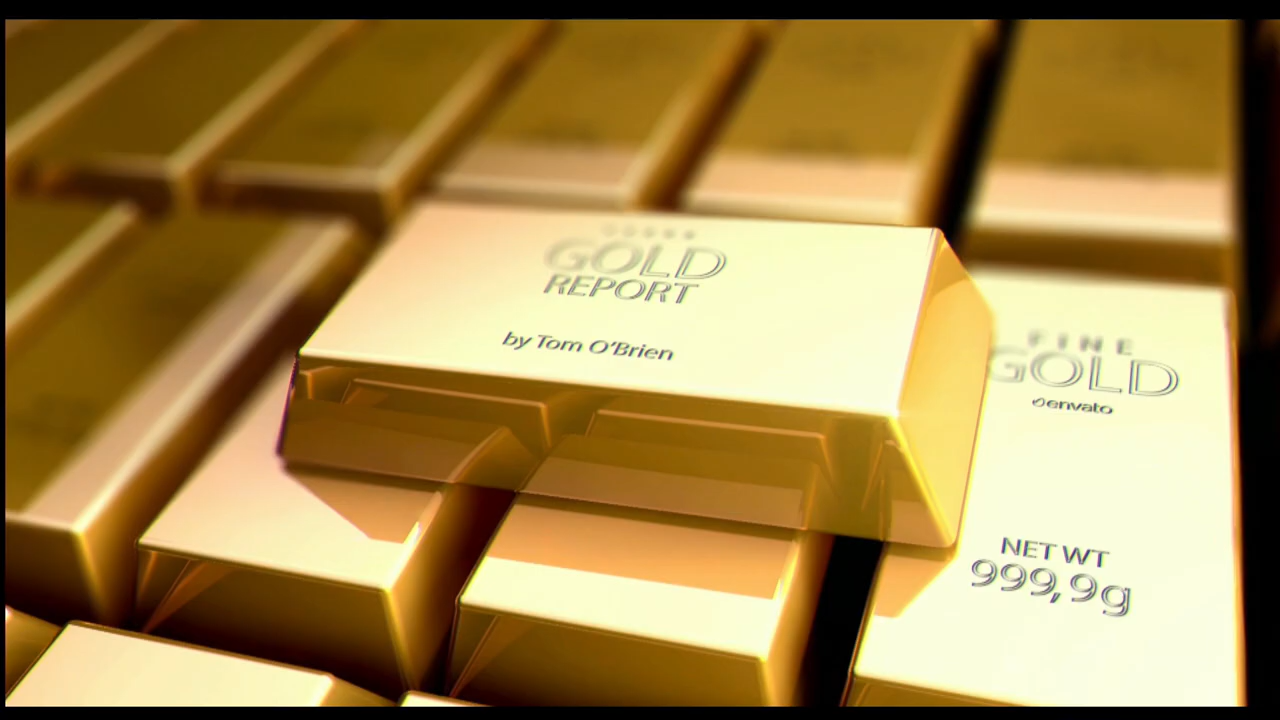 GOLD
REPORT
by Tom O'Brien
FINE
GOLD
envato
NET WT
999,9g